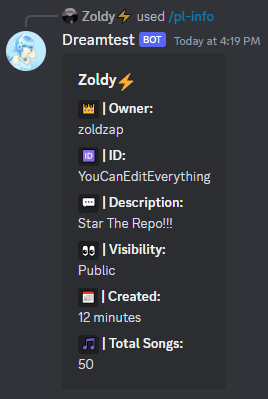 Zoldy⚡ used /pl-info
Dreamtest BOT Today at 4:19 PM
Zoldy⚡
👑 | Owner:
zoldzap
🆔 | ID:
YouCanEditEverything
💬 | Description:
Star The Repo!!!
👀 | Visibility:
Public
📅 | Created:
12 minutes
🎵 | Total Songs:
50